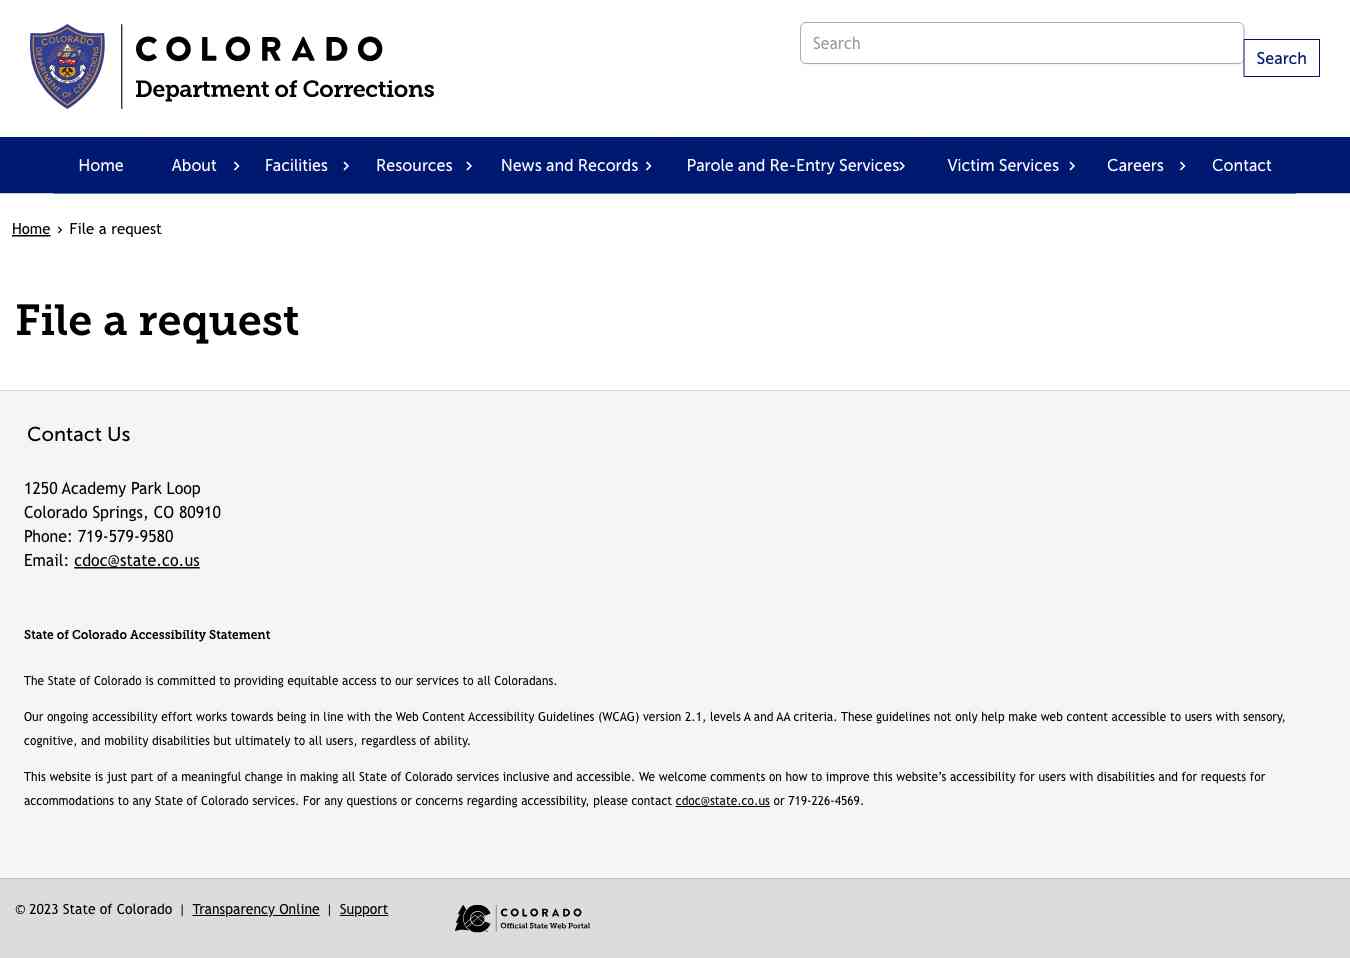 COLORADO
Department of Corrections
Search
Search
Home About Facilities Resources News and Records Parole and Re-Entry Services Victim Services Careers Contact
Home › File a request
File a request
Contact Us
1250 Academy Park Loop
Colorado Springs, CO 80910
Phone: 719-579-9580
Email: cdoc@state.co.us
State of Colorado Accessibility Statement
The State of Colorado is committed to providing equitable access to our services to all Coloradans.
Our ongoing accessibility effort works towards being in line with the Web Content Accessibility Guidelines (WCAG) version 2.1, levels A and AA criteria. These guidelines not only help make web content accessible to users with sensory,
cognitive, and mobility disabilities but ultimately to all users, regardless of ability.
This website is just part of a meaningful change in making all State of Colorado services inclusive and accessible. We welcome comments on how to improve this website’s accessibility for users with disabilities and for requests for
accommodations to any State of Colorado services. For any questions or concerns regarding accessibility, please contact cdoc@state.co.us or 719-226-4569.
© 2023 State of Colorado | Transparency Online | Support
COLORADO
Official State Web Portal